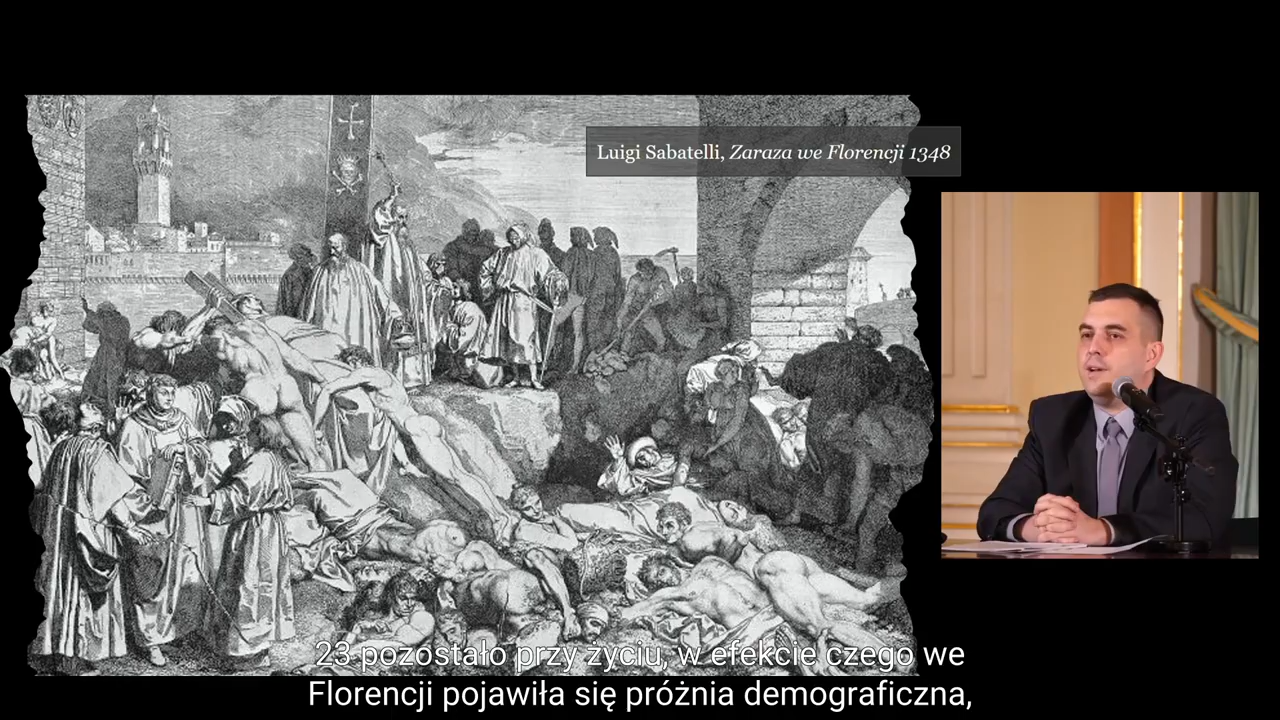 Luigi Sabatelli, Zaraza we Florencji 1348
23 pozostało przy życiu, w efekcie czego we
Florencji pojawiła się próżnia demograficzna,